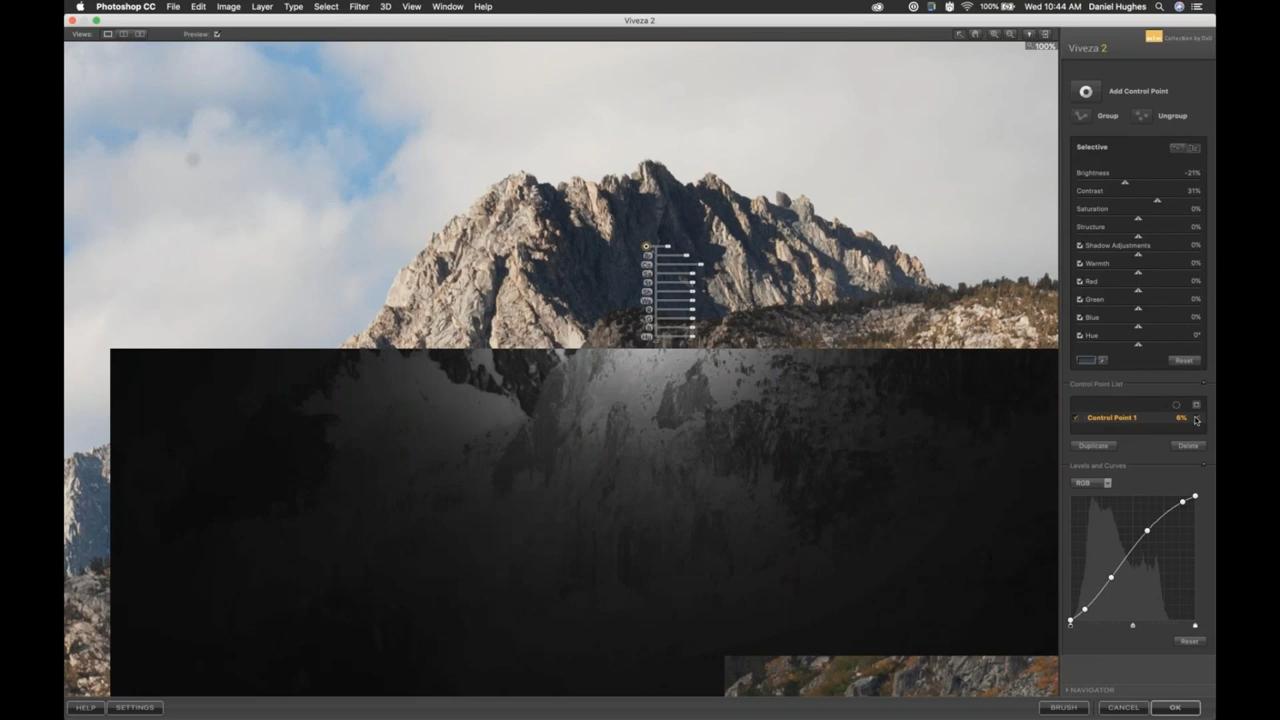 Photoshop CC File Edit Image Layer Type Select Filter 3D View Window Help 100% Wed 10:44 AM Daniel Hughes
Viveza 2
Views: Preview:
100%
Collection by DxO
Viveza 2
Add Control Point
Group Ungroup
Selective
Brightness -21%
Contrast 31%
Saturation 0%
Structure 0%
Shadow Adjustments 0%
Warmth 0%
Red 0%
Green 0%
Blue 0%
Hue 0°
Reset
Control Point List
Control Point 1 6%
Duplicate Delete
Levels and Curves
RGB
Reset
NAVIGATOR
HELP SETTINGS BRUSH CANCEL OK